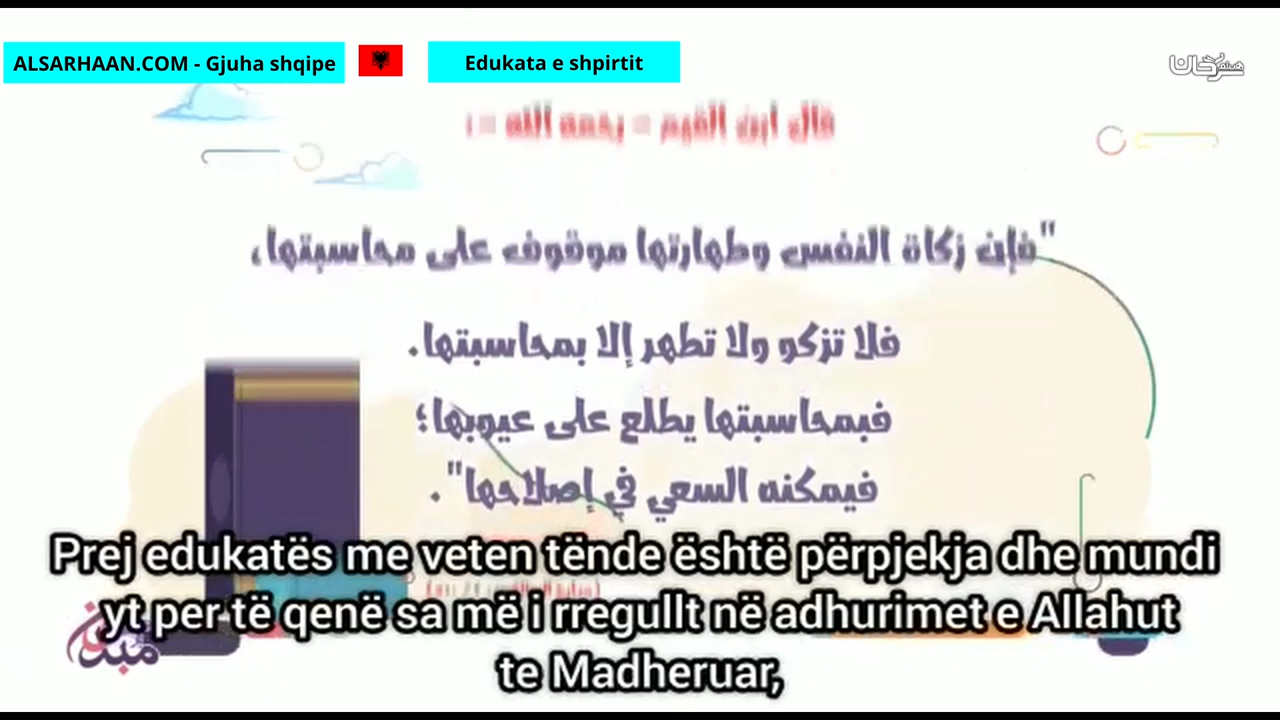 ALSARHAAN.COM - Gjuha shqipe
Edukata e shpirtit
سرحان
قال ابن القيم - رحمه الله - :
"فإن زكاة النفس وطهارتها موقوف على محاسبتها،
فلا تزكو ولا تطهر إلا بمحاسبتها.
فبمحاسبتها يطلع على عيوبها؛
فيمكنه السعي في إصلاحها".
Prej edukatës me veten tënde është përpjekja dhe mundi
yt per të qenë sa më i rregullt në adhurimet e Allahut
te Madheruar,